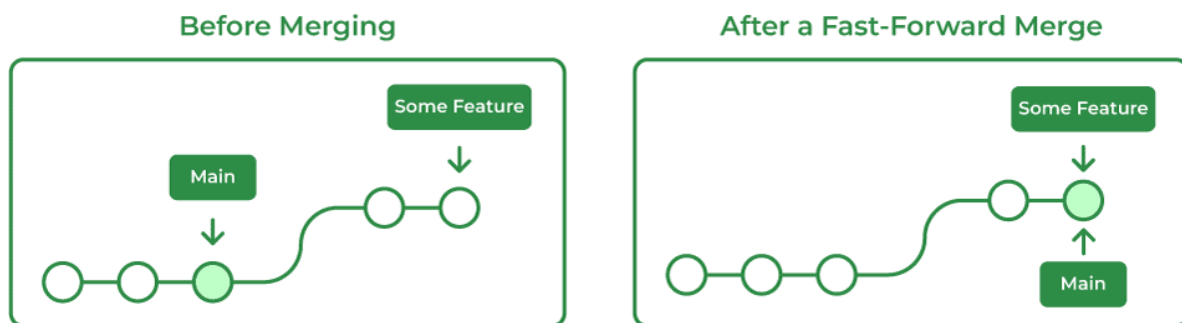 Before Merging
Some Feature
Main
After a Fast-Forward Merge
Some Feature
Main